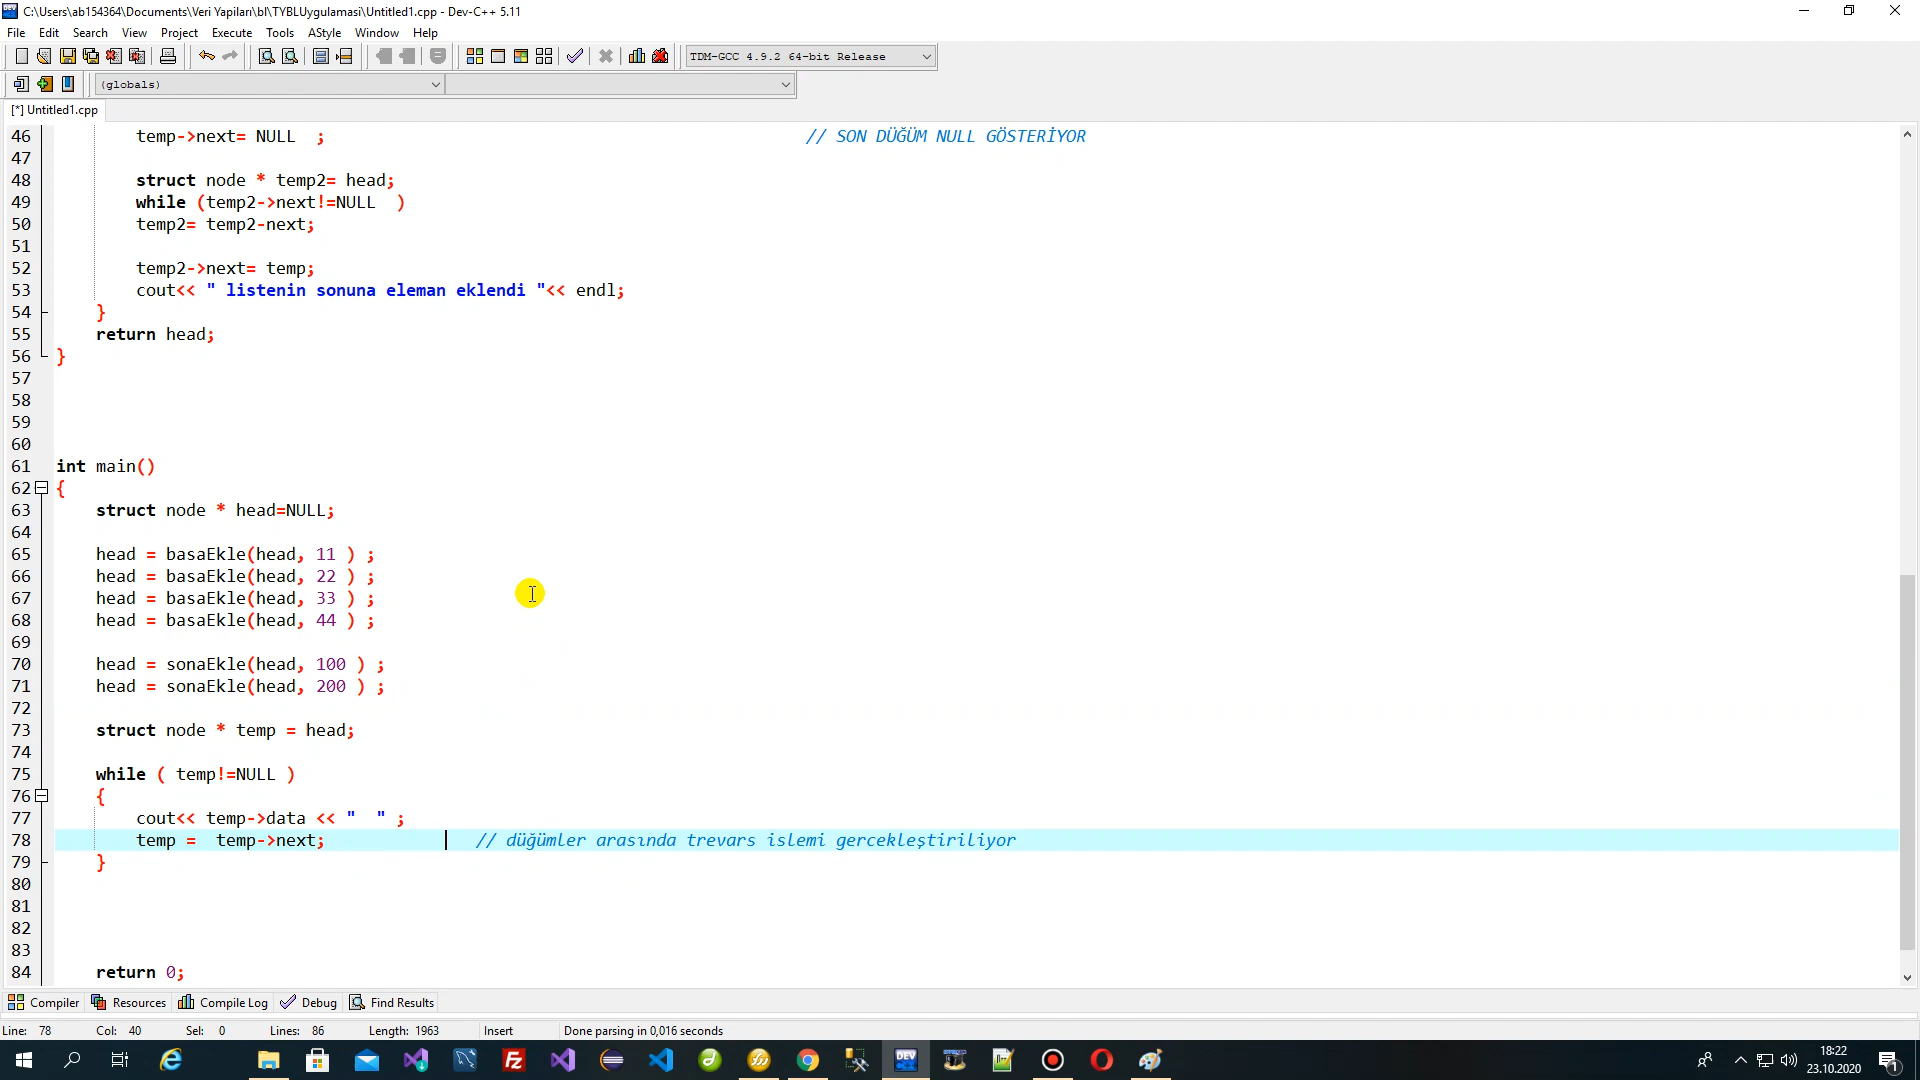 C:\Users\ab154364\Documents\Veri Yapıları\bl\TYBLUygulamasi\Untitled1.cpp - Dev-C++ 5.11
File Edit Search View Project Execute Tools AStyle Window Help
TDM-GCC 4.9.2 64-bit Release
(globals)
[*] Untitled1.cpp
46 temp->next= NULL ; // SON DÜĞÜM NULL GÖSTERİYOR
47
48 struct node * temp2= head;
49 while (temp2->next!=NULL )
50 temp2= temp2-next;
51
52 temp2->next= temp;
53 cout<< " listenin sonuna eleman eklendi "<< endl;
54 }
55 return head;
56 }
57
58
59
60
61 int main()
62 {
63 struct node * head=NULL;
64
65 head = basaEkle(head, 11 ) ;
66 head = basaEkle(head, 22 ) ;
67 head = basaEkle(head, 33 ) ;
68 head = basaEkle(head, 44 ) ;
69
70 head = sonaEkle(head, 100 ) ;
71 head = sonaEkle(head, 200 ) ;
72
73 struct node * temp = head;
74
75 while ( temp!=NULL )
76 {
77 cout<< temp->data << "  " ;
78 temp =  temp->next; // düğümler arasında trevars islemi gercekleştiriliyor
79 }
80
81
82
83
84 return 0;
Compiler Resources Compile Log Debug Find Results
Line: 78 Col: 40 Sel: 0 Lines: 86 Length: 1963 Insert Done parsing in 0,016 seconds
DEV
18:22
23.10.2020
1